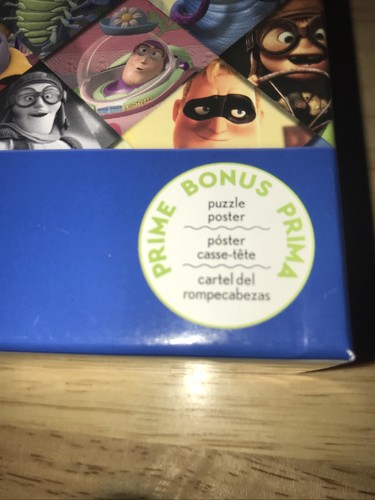 PRIME BONUS PRIMA
puzzle
poster
póster
casse-tête
cartel del
rompecabezas